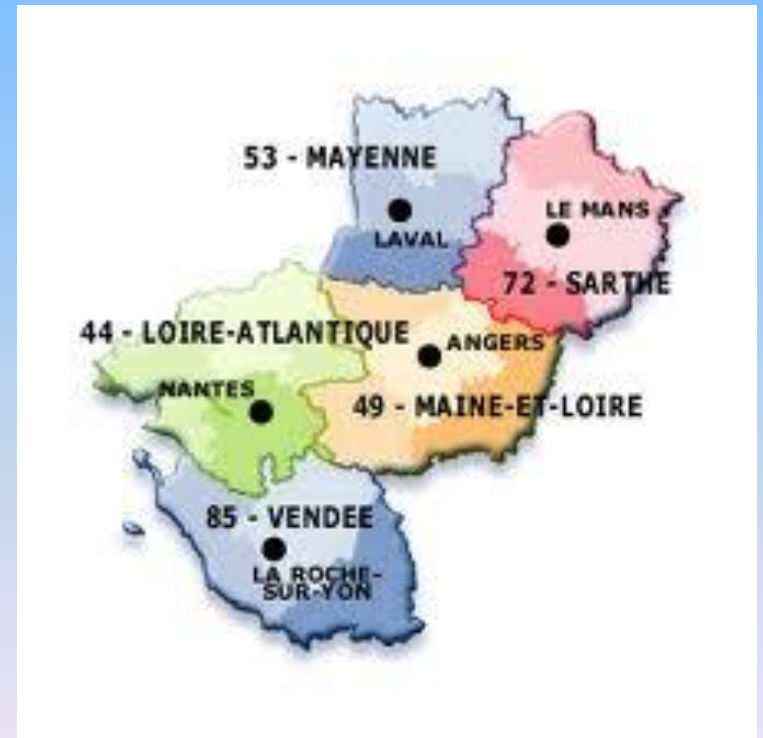 53 - MAYENNE
LAVAL
LE MANS
72 - SARTHE
44 - LOIRE-ATLANTIQUE
NANTES
ANGERS
49 - MAINE-ET-LOIRE
85 - VENDEE
LA ROCHE-
SUR-YON